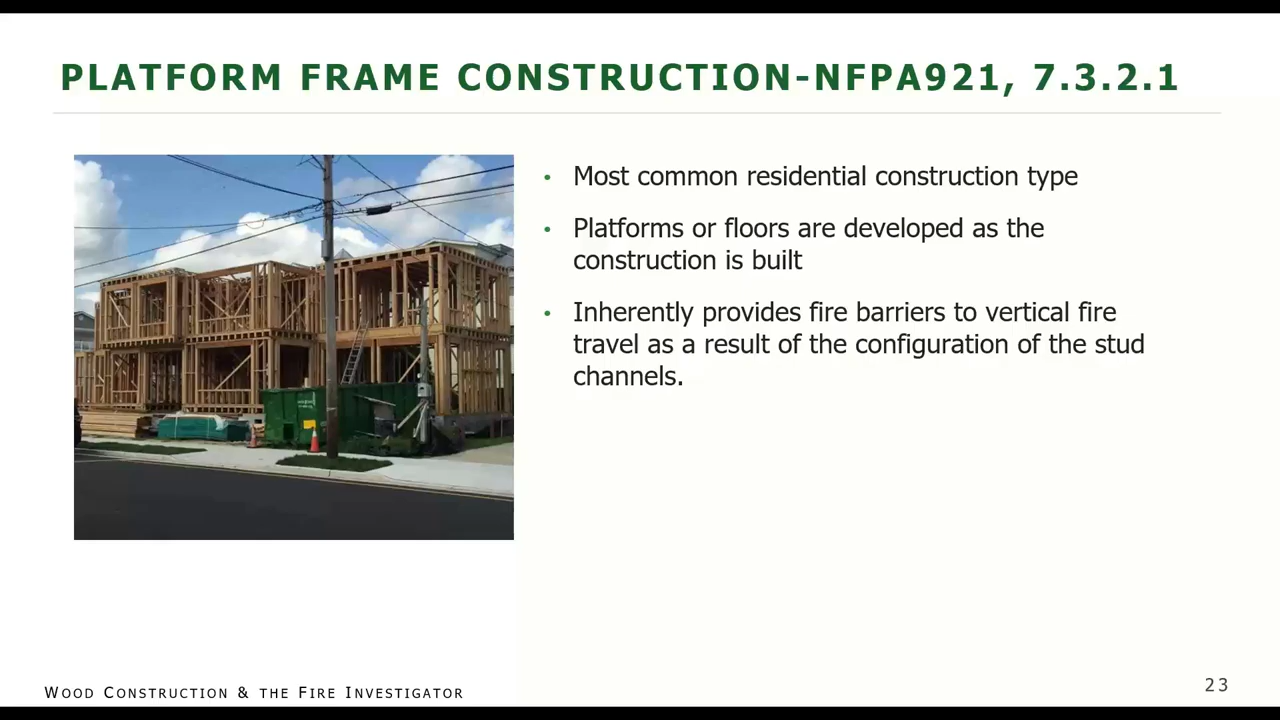 PLATFORM FRAME CONSTRUCTION-NFPA921, 7.3.2.1
• Most common residential construction type
• Platforms or floors are developed as the
construction is built
• Inherently provides fire barriers to vertical fire
travel as a result of the configuration of the stud
channels.
WOOD CONSTRUCTION & THE FIRE INVESTIGATOR
23